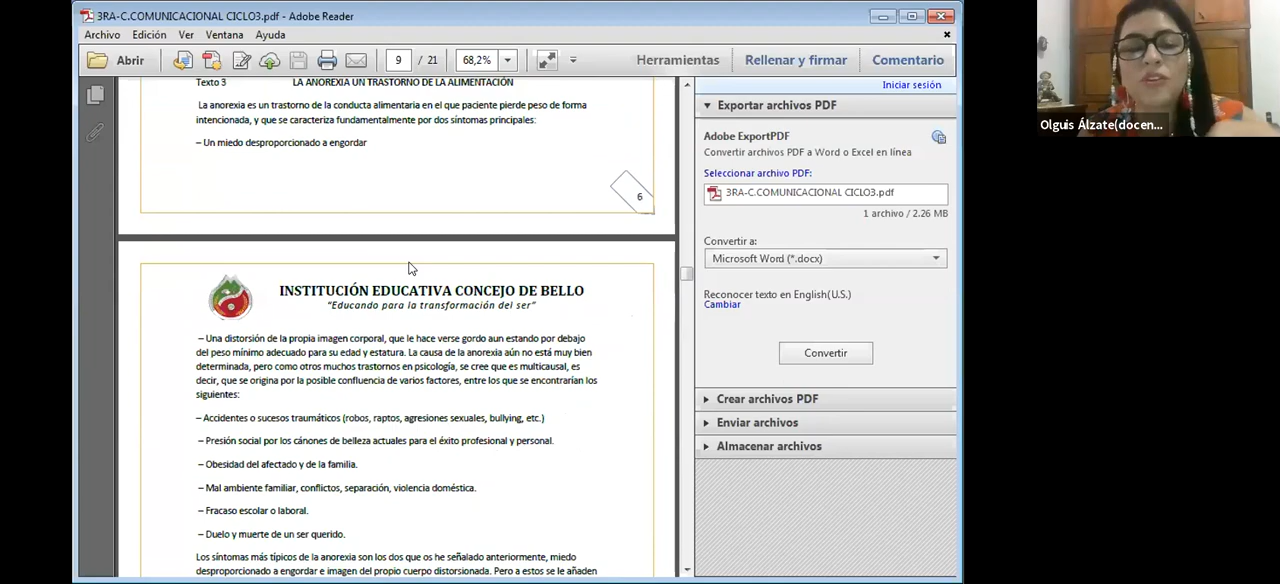 3RA-C.COMUNICACIONAL CICLO3.pdf - Adobe Reader
Archivo Edición Ver Ventana Ayuda
Abrir 9 / 21 68,2% Herramientas Rellenar y firmar Comentario
Texto 3 LA ANOREXIA UN TRASTORNO DE LA ALIMENTACIÓN
La anorexia es un trastorno de la conducta alimentaria en el que paciente pierde peso de forma
intencionada, y que se caracteriza fundamentalmente por dos síntomas principales:
– Un miedo desproporcionado a engordar
6
INSTITUCIÓN EDUCATIVA CONCEJO DE BELLO
"Educando para la transformación del ser"
– Una distorsión de la propia imagen corporal, que le hace verse gordo aun estando por debajo
del peso mínimo adecuado para su edad y estatura. La causa de la anorexia aún no está muy bien
determinada, pero como otros muchos trastornos en psicología, se cree que es multicausal, es
decir, que se origina por la posible confluencia de varios factores, entre los que se encontrarían los
siguientes:
– Accidentes o sucesos traumáticos (robos, raptos, agresiones sexuales, bullying, etc.)
– Presión social por los cánones de belleza actuales para el éxito profesional y personal.
– Obesidad del afectado y de la familia.
– Mal ambiente familiar, conflictos, separación, violencia doméstica.
– Fracaso escolar o laboral.
– Duelo y muerte de un ser querido.
Los síntomas más típicos de la anorexia son los dos que os he señalado anteriormente, miedo
desproporcionado a engordar e imagen del propio cuerpo distorsionada. Pero a estos se le añaden
Iniciar sesión
Exportar archivos PDF
Adobe ExportPDF
Convertir archivos PDF a Word o Excel en línea
Seleccionar archivo PDF:
3RA-C.COMUNICACIONAL CICLO3.pdf
1 archivo / 2.26 MB
Convertir a:
Microsoft Word (*.docx)
Reconocer texto en English(U.S.)
Cambiar
Convertir
Crear archivos PDF
Enviar archivos
Almacenar archivos
Olguis Álzate(docen...